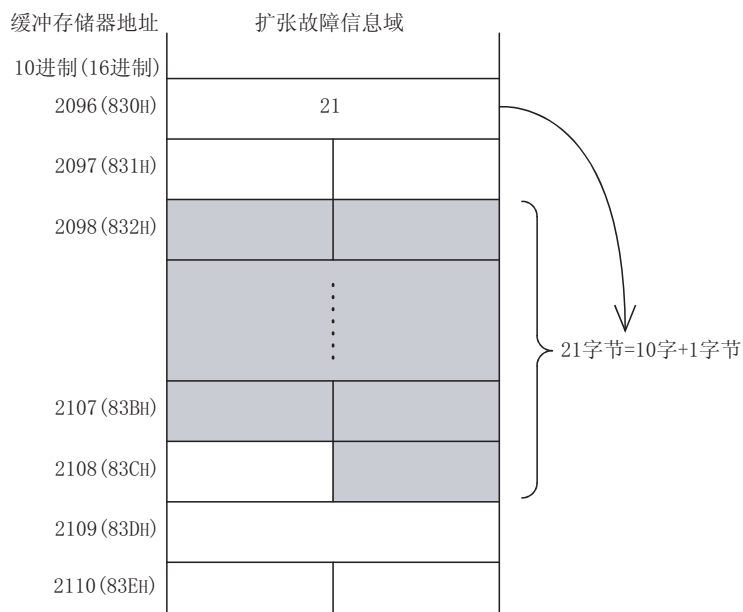 缓冲存储器地址 扩张故障信息域
10进制(16进制)
2096(830H) 21
2097(831H)
2098(832H)
21字节=10字+1字节
2107(83BH)
2108(83CH)
2109(83DH)
2110(83EH)